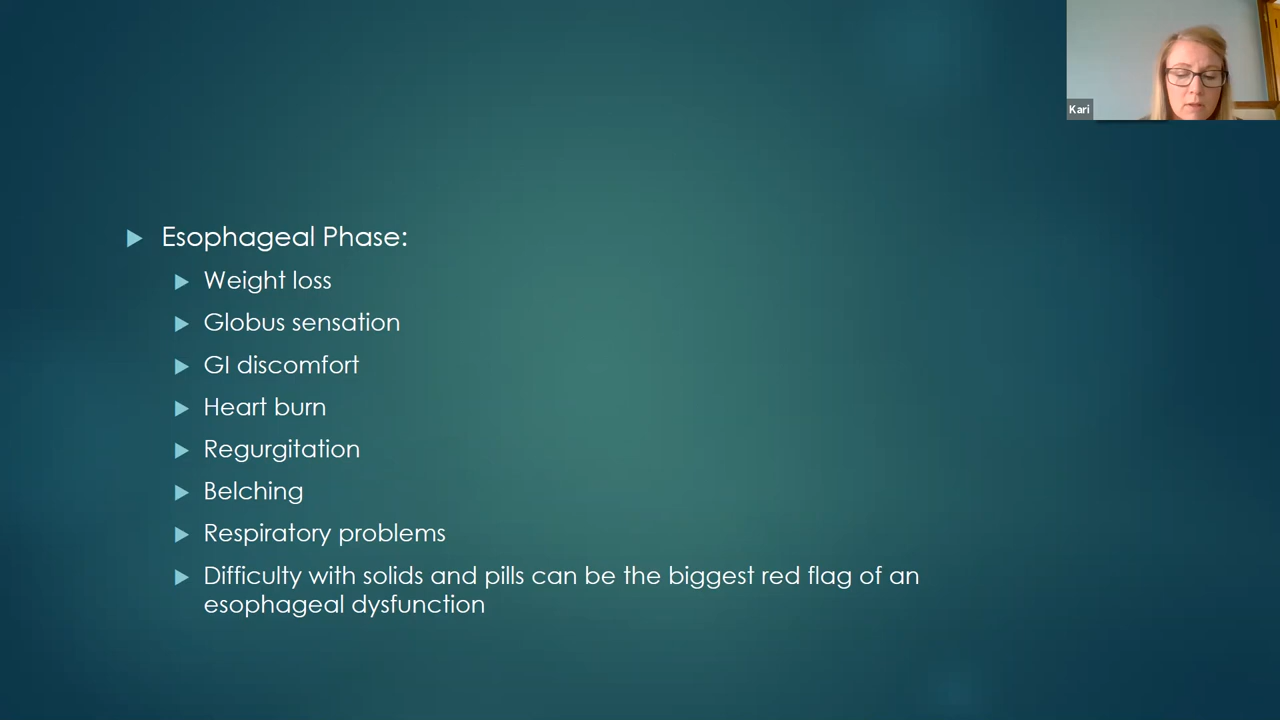 Kari
Esophageal Phase:
Weight loss
Globus sensation
GI discomfort
Heart burn
Regurgitation
Belching
Respiratory problems
Difficulty with solids and pills can be the biggest red flag of an
esophageal dysfunction